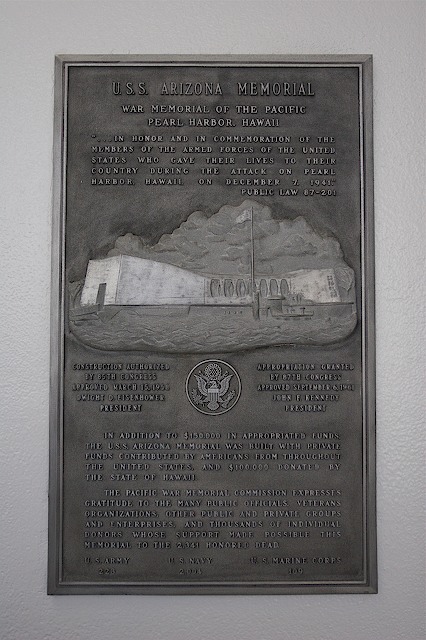 U.S.S. ARIZONA MEMORIAL
WAR MEMORIAL OF THE PACIFIC
PEARL HARBOR, HAWAII
"...IN HONOR AND IN COMMEMORATION OF THE
MEMBERS OF THE ARMED FORCES OF THE UNITED
STATES WHO GAVE THEIR LIVES TO THEIR
COUNTRY DURING THE ATTACK ON PEARL
HARBOR, HAWAII, ON DECEMBER 7, 1941."
PUBLIC LAW 87-201
CONSTRUCTION AUTHORIZED
BY 85TH CONGRESS
APPROVED MARCH 15, 1958
DWIGHT D. EISENHOWER
PRESIDENT
APPROPRIATION GRANTED
BY 87TH CONGRESS
APPROVED SEPTEMBER 6, 1961
JOHN F. KENNEDY
PRESIDENT
IN ADDITION TO $150,000 IN APPROPRIATED FUNDS,
THE U.S.S. ARIZONA MEMORIAL WAS BUILT WITH PRIVATE
FUNDS CONTRIBUTED BY AMERICANS FROM THROUGHOUT
THE UNITED STATES, AND $100,000 DONATED BY
THE STATE OF HAWAII.
THE PACIFIC WAR MEMORIAL COMMISSION EXPRESSES
GRATITUDE TO THE MANY PUBLIC OFFICIALS, VETERANS
ORGANIZATIONS, OTHER PUBLIC AND PRIVATE GROUPS
AND ENTERPRISES, AND THOUSANDS OF INDIVIDUAL
DONORS WHOSE SUPPORT MADE POSSIBLE THIS
MEMORIAL TO THE 2,341 HONORED DEAD.
U.S. ARMY U.S. NAVY U.S. MARINE CORPS